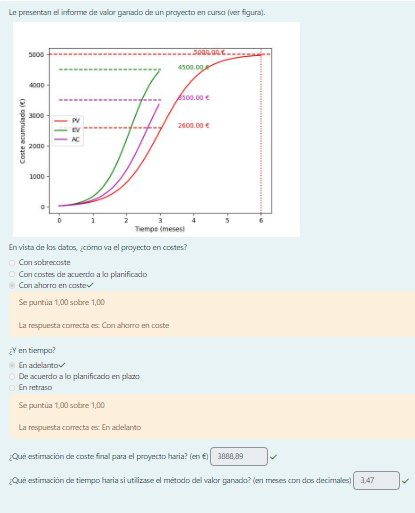 Le presentan el informe de valor ganado de un proyecto en curso (ver figura).
5000
5000.00 €
4500.00 €
4000
3500.00 €
3000
PV
EV
AC
2600.00 €
2000
1000
0
Coste acumulado (€)
0 1 2 3 4 5 6
Tiempo (meses)
En vista de los datos, ¿cómo va el proyecto en costes?
Con sobrecoste
Con costes de acuerdo a lo planificado
Con ahorro en coste
Se puntúa 1,00 sobre 1,00
La respuesta correcta es: Con ahorro en coste
¿Y en tiempo?
En adelanto
De acuerdo a lo planificado en plazo
En retraso
Se puntúa 1,00 sobre 1,00
La respuesta correcta es: En adelanto
¿Qué estimación de coste final para el proyecto haría? (en €) 3888,89
¿Qué estimación de tiempo haría si utilizase el método del valor ganado? (en meses con dos decimales) 3,47